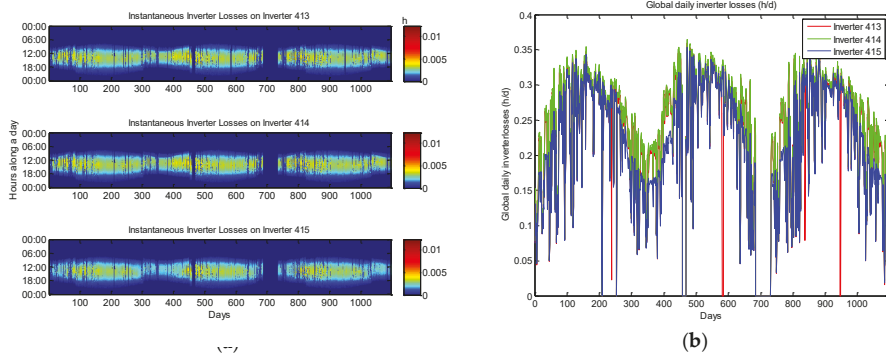 Instantaneous Inverter Losses on Inverter 413
h
00:00
18:00
12:00
06:00
00:00
0.01
0.005
0
100 200 300 400 500 600 700 800 900 1000
Instantaneous Inverter Losses on Inverter 414
Hours along a day
00:00
18:00
12:00
06:00
00:00
0.01
0.005
0
100 200 300 400 500 600 700 800 900 1000
Instantaneous Inverter Losses on Inverter 415
00:00
18:00
12:00
06:00
00:00
0.01
0.005
0
100 200 300 400 500 600 700 800 900 1000
Days
Global daily inverter losses (h/d)
Inverter 413
Inverter 414
Inverter 415
Global daily inverterlosses (h/d)
0.4
0.35
0.3
0.25
0.2
0.15
0.1
0.05
0
0 100 200 300 400 500 600 700 800 900 1000
Days
(b)